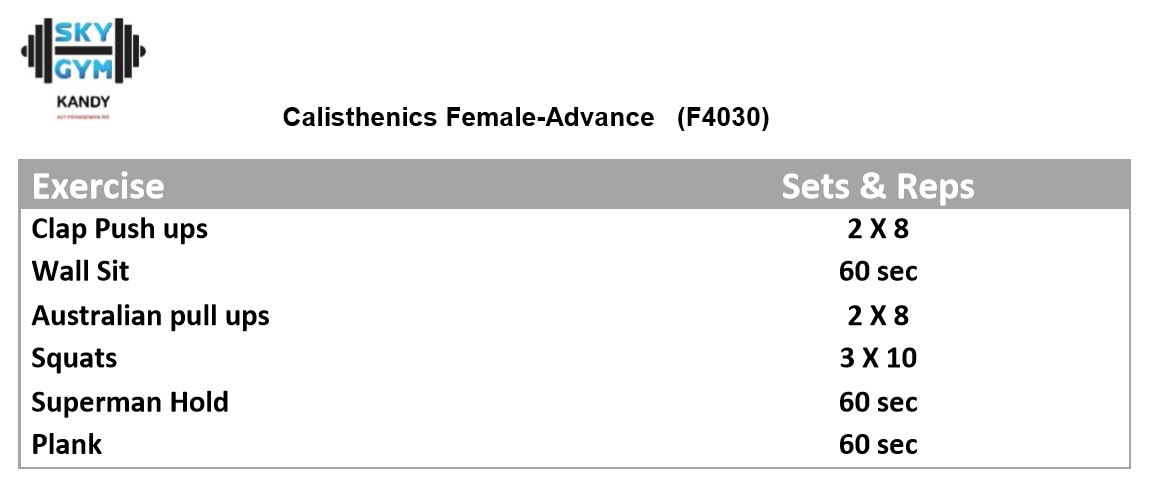 SKY
GYM
KANDY
Calisthenics Female-Advance (F4030)
Exercise Sets & Reps
Clap Push ups 2 X 8
Wall Sit 60 sec
Australian pull ups 2 X 8
Squats 3 X 10
Superman Hold 60 sec
Plank 60 sec